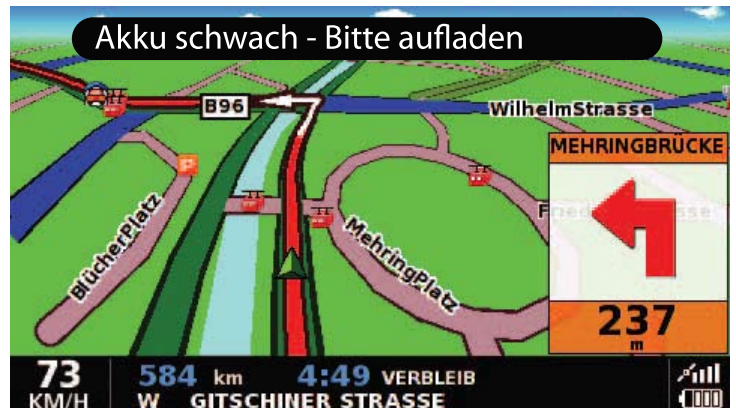 Akku schwach - Bitte aufladen
B96
WilhelmStrasse
MEHRINGBRÜCKE
P
BlücherPlatz
MehringPlatz
237
m
73
KM/H
584 km 4:49 VERBLEIB
W GITSCHINER STRASSE